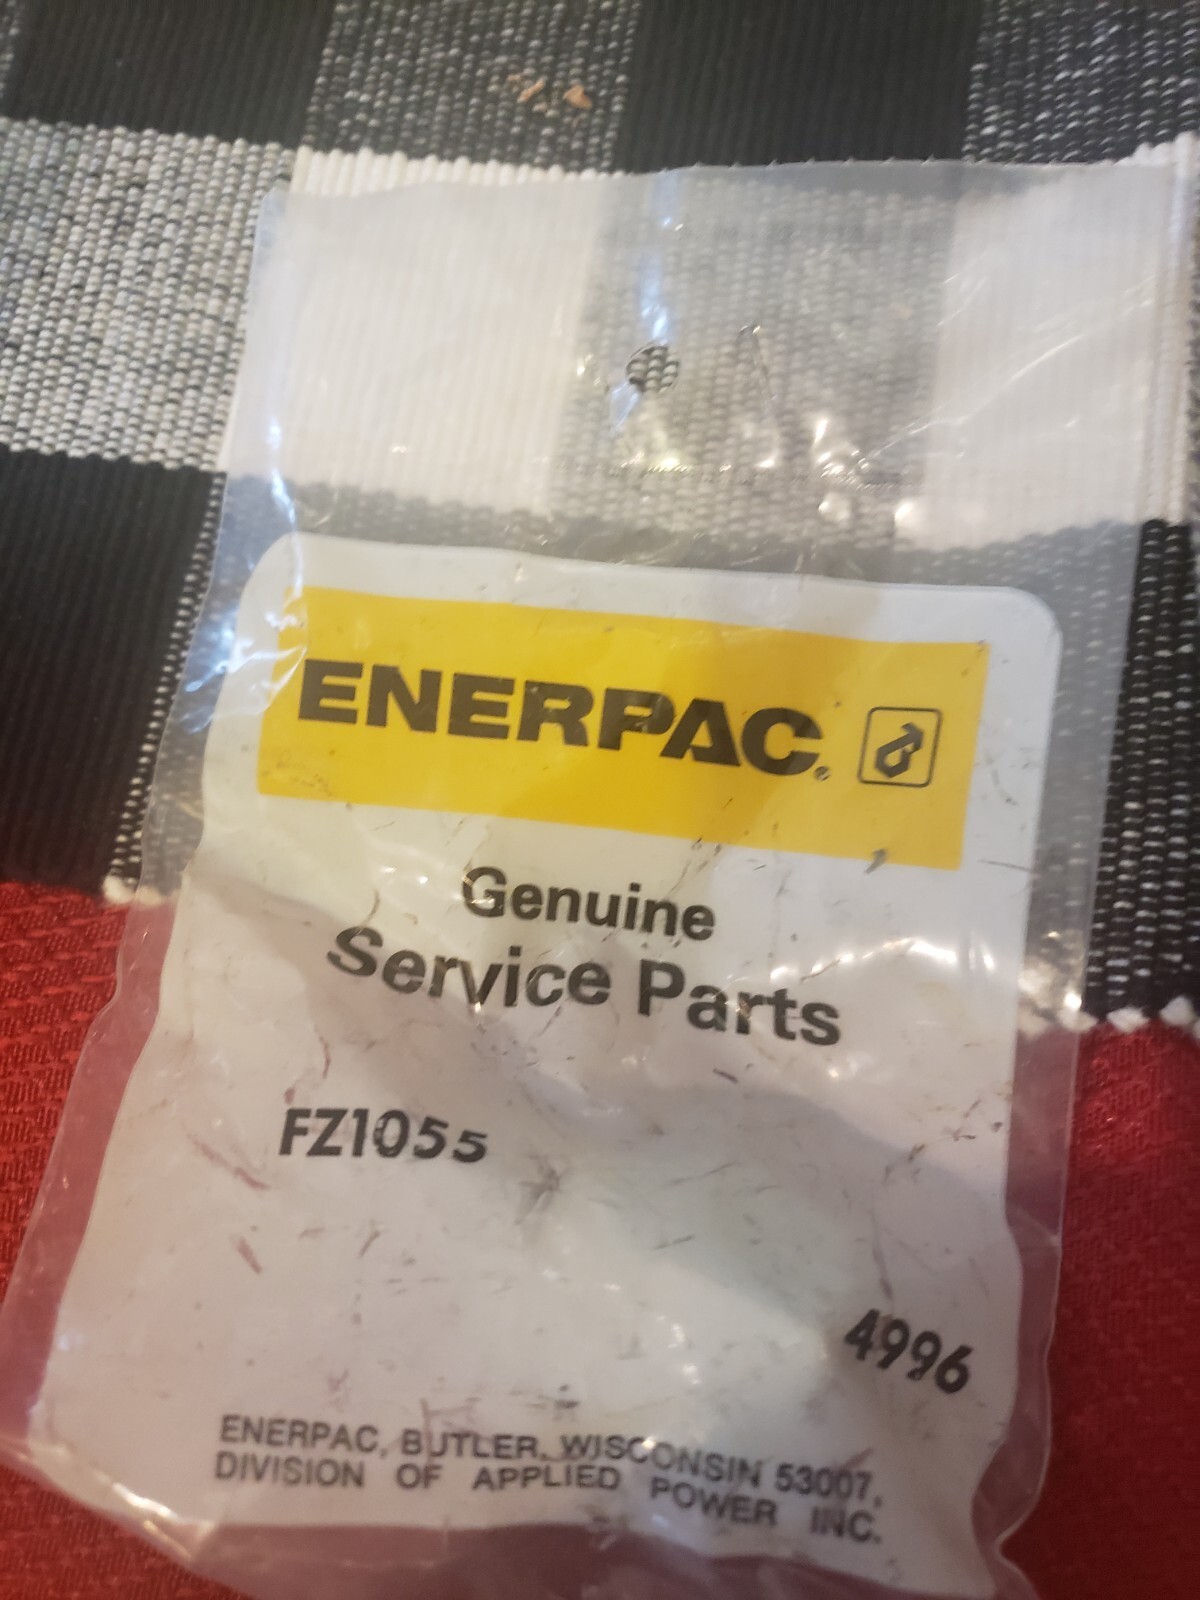 ENERPAC®
Genuine
Service Parts
FZ1055
4996
ENERPAC, BUTLER, WISCONSIN 53007,
DIVISION OF APPLIED POWER INC.